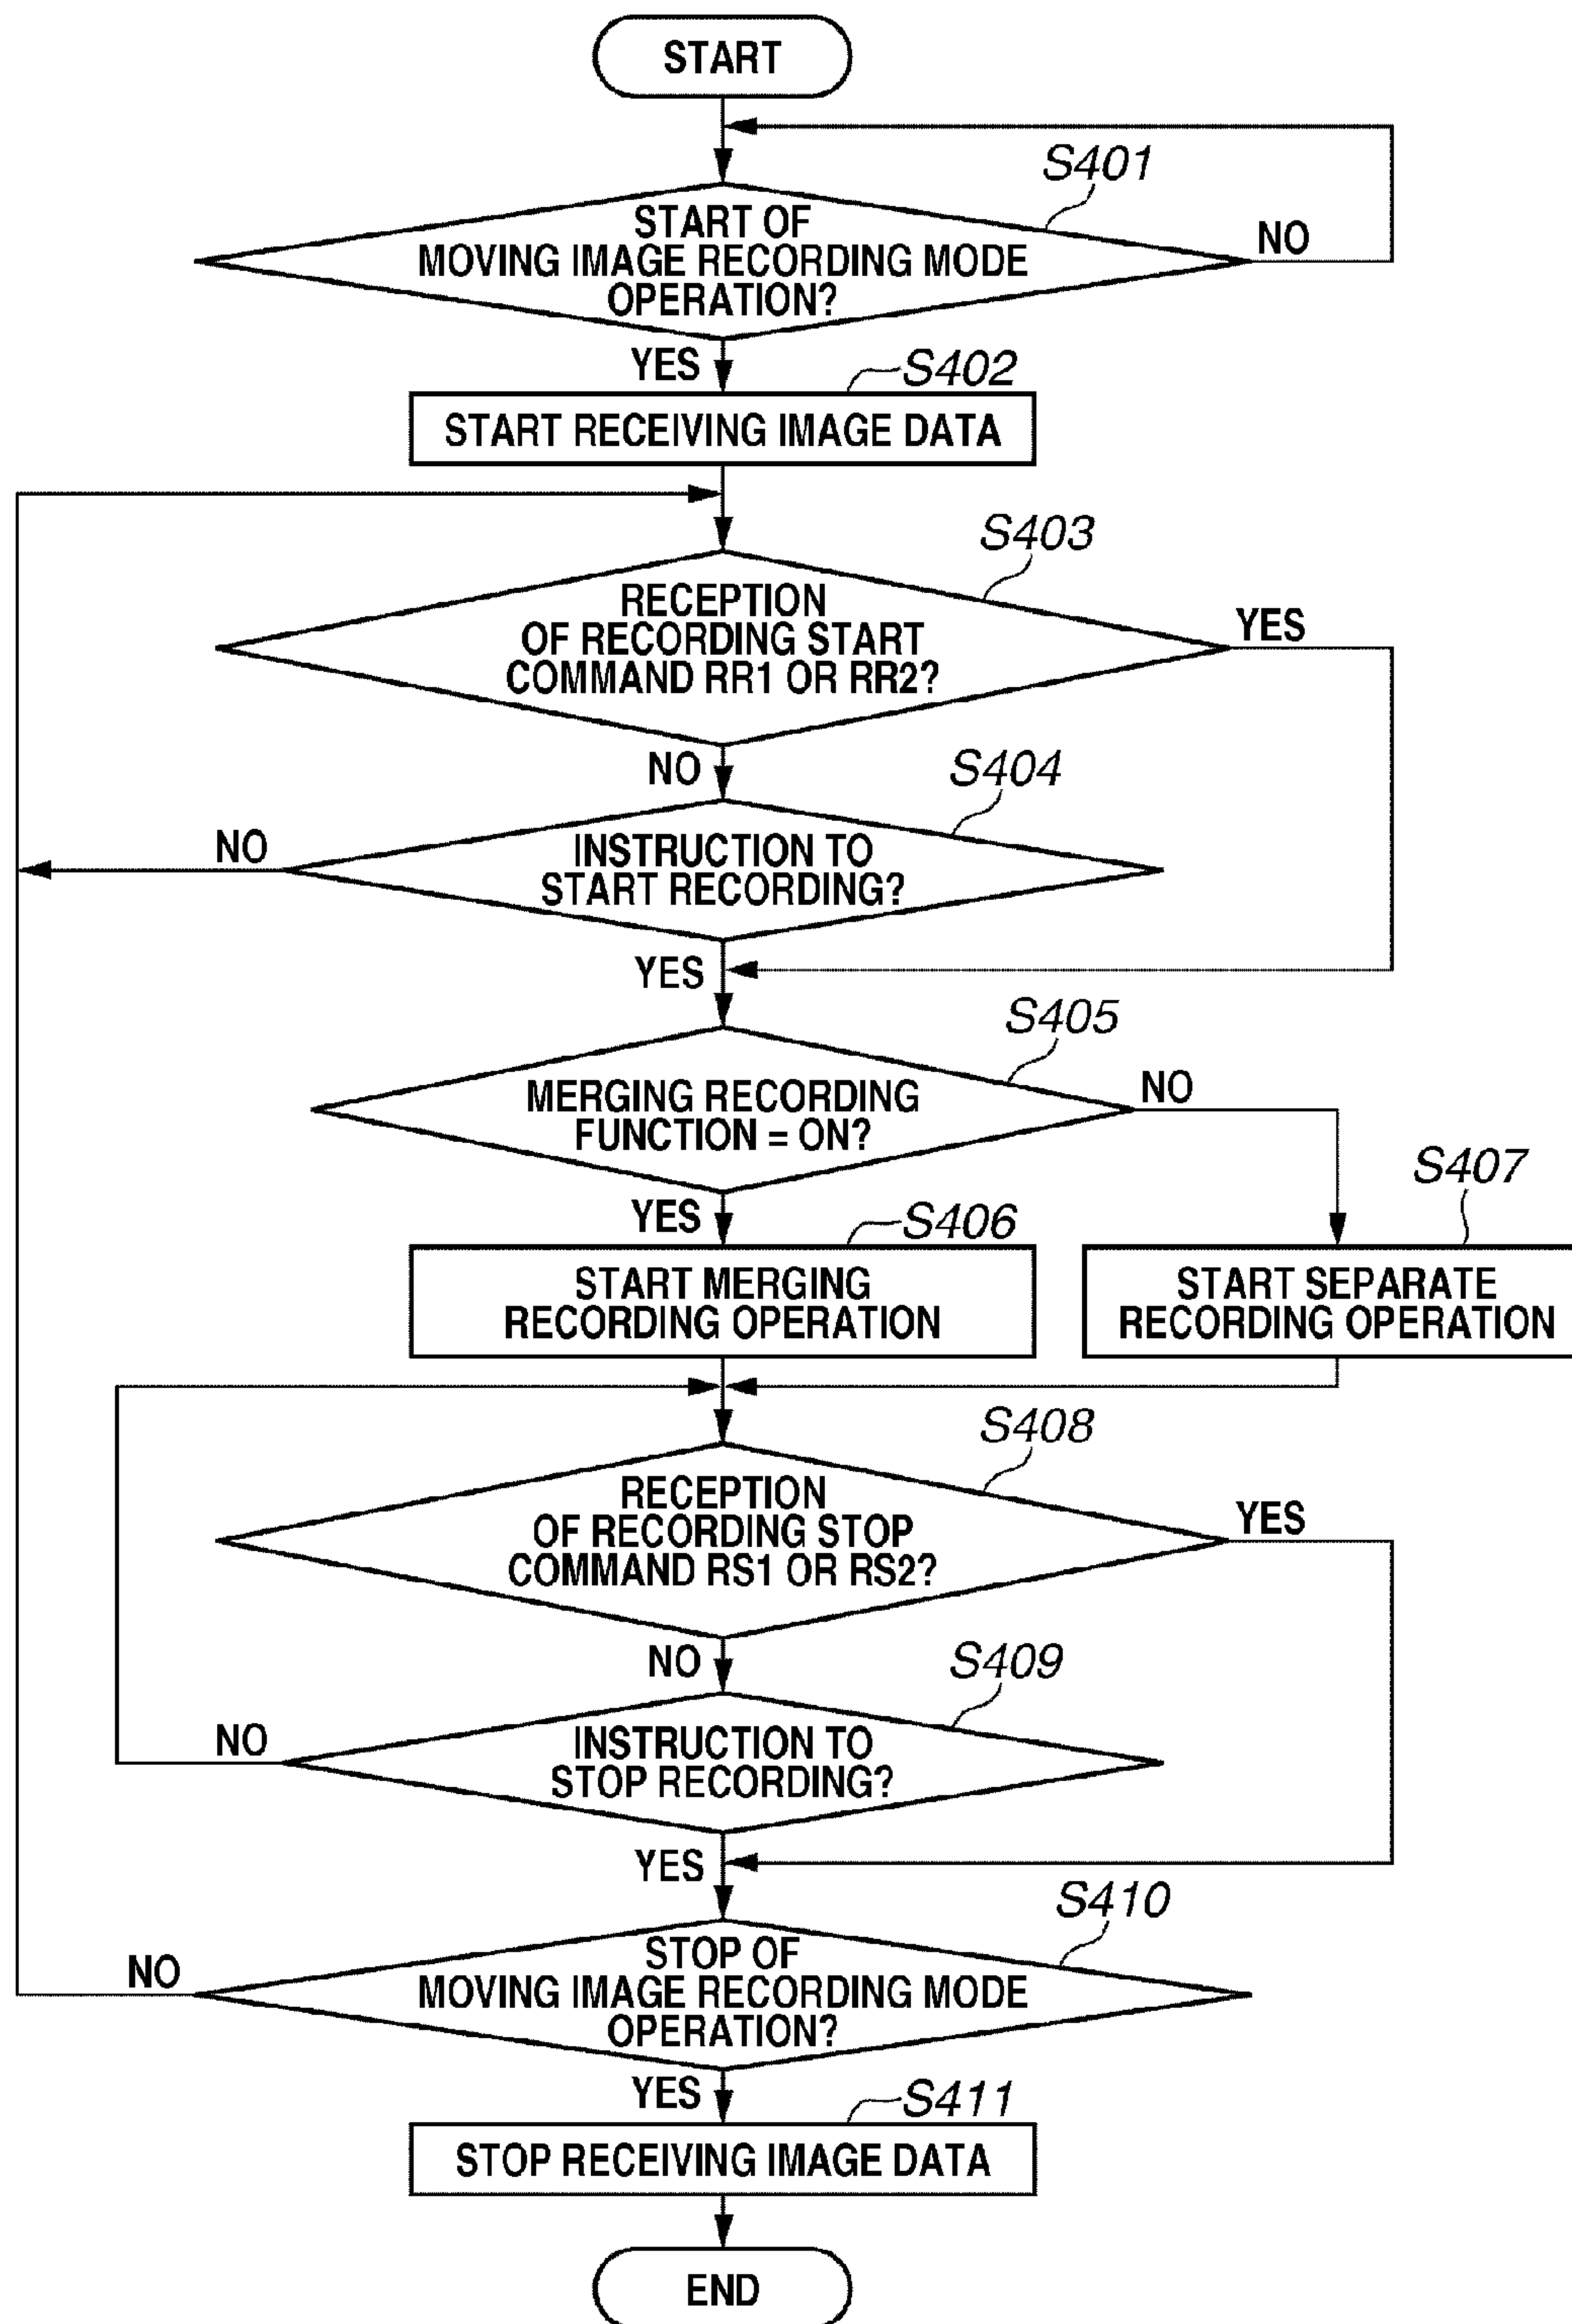 START
S401
START OF
MOVING IMAGE RECORDING MODE
OPERATION?
NO
YES
S402
START RECEIVING IMAGE DATA
S403
RECEPTION
OF RECORDING START
COMMAND RR1 OR RR2?
YES
NO
S404
INSTRUCTION TO
START RECORDING?
NO
YES
S405
MERGING RECORDING
FUNCTION = ON?
NO
YES
S406
START MERGING
RECORDING OPERATION
S407
START SEPARATE
RECORDING OPERATION
S408
RECEPTION
OF RECORDING STOP
COMMAND RS1 OR RS2?
YES
NO
S409
INSTRUCTION TO
STOP RECORDING?
NO
YES
S410
STOP OF
MOVING IMAGE RECORDING MODE
OPERATION?
NO
YES
S411
STOP RECEIVING IMAGE DATA
END